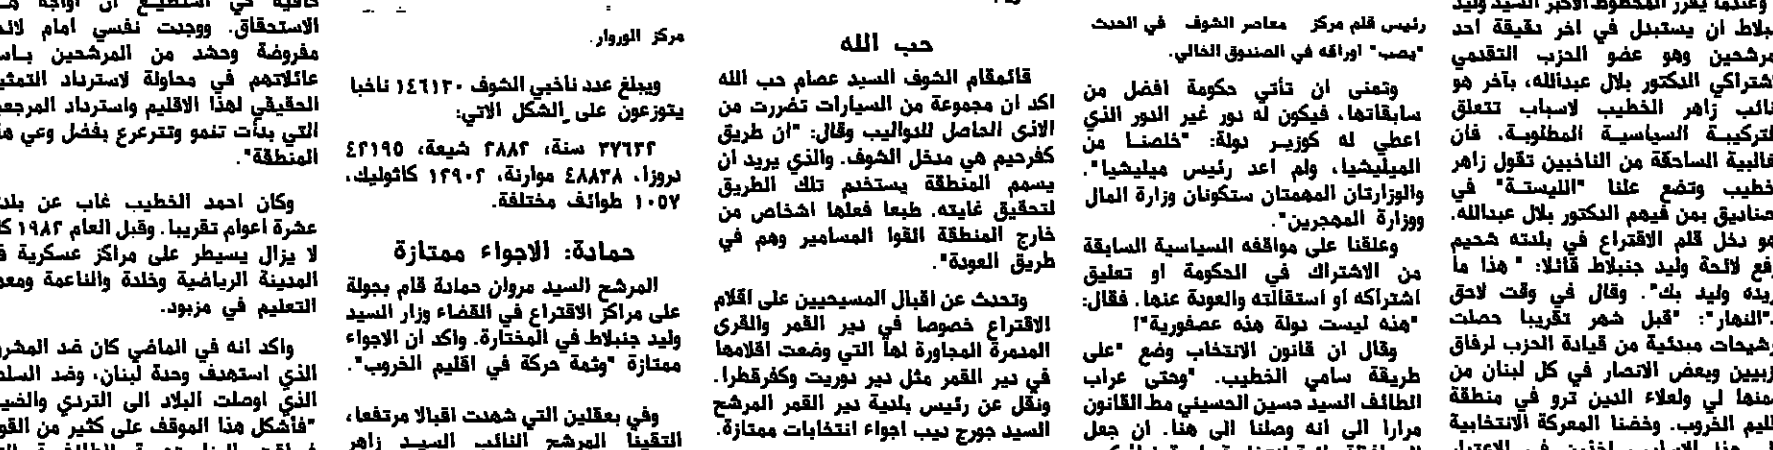 وعندما يقرر المخطوط الاكبر السيد وليد
جنبلاط ان يستبدل في اخر دقيقة احد
مرشحين وهو عضو الحزب التقدمي
اشتراكي الدكتور بلال عبدالله، بآخر هو
نائب زاهر الخطيب لاسباب تتعلق
لتركيبة السياسية المطلوبة. فان
غالبية الساحقة من الناخبين تقول زاهر
خطيب وتضع علنا "الليستة" في
صناديق بمن فيهم الدكتور بلال عبدالله.
هو دخل قلم الاقتراع في بلدته شحيم
رفع لائحة وليد جنبلاط قائلا: "هذا ما
ريده وليد بك". وقال في وقت لاحق
"النهار": "قبل شهر تقريبا حصلت
رشيحات مبدئية من قيادة الحزب لرفاق
زبيين وبعض الانصار في كل لبنان من
منها لي ولعلاء الدين ترو في منطقة
قليم الخروب. وخضنا المعركة الانتخابية
رئيس قلم مركز معاصر الشوف في الحدث
"يصب" اوراقه في الصندوق الخالي.
وتمنى ان تأتي حكومة افضل من
سابقاتها، فيكون له دور غير الدور الذي
اعطي له كوزير دولة: "خلصنا من
الميليشيا، ولم اعد رئيس ميليشيا".
والوزارتان المهمتان ستكونان وزارة المال
ووزارة المهجرين".
وعلقنا على مواقفه السياسية السابقة
من الاشتراك في الحكومة او تعليق
اشتراكه او استقالته والعودة عنها. فقال:
"هذه ليست دولة هذه عصفورية"!
وقال ان قانون الانتخاب وضع "على
طريقة سامي الخطيب. "وحتى عراب
الطائف السيد حسين الحسيني مط القانون
مرارا الى انه وصلنا الى هنا. ان جعل
حب الله
قائمقام الشوف السيد عصام حب الله
اكد ان مجموعة من السيارات تضررت من
الاذى الحاصل للدواليب وقال: "ان طريق
كفرحيم هي مدخل الشوف. والذي يريد ان
يسمم المنطقة يستخدم تلك الطريق
لتحقيق غايته. طبعا فعلها اشخاص من
خارج المنطقة القوا المسامير وهم في
طريق العودة".
وتحدث عن اقبال المسيحيين على اقلام
الاقتراع خصوصا في دير القمر والقرى
المدمرة المجاورة لها التي وضعت اقلامها
في دير القمر مثل دير دوريت وكفرقطرا.
ونقل عن رئيس بلدية دير القمر المرشح
السيد جورج ديب اجواء انتخابات ممتازة.
مركز الوروار.
ويبلغ عدد ناخبي الشوف ١٤٦١٣٠ ناخبا
يتوزعون على الشكل الاتي:
٣٧٦٣٢ سنة، ٢٨٨٢ شيعة، ٤٢١٩٥
دروزا، ٤٨٨٣٨ موارنة، ١٢٩٠٢ كاثوليك،
١٠٥٧ طوائف مختلفة.
حمادة: الاجواء ممتازة
المرشح السيد مروان حمادة قام بجولة
على مراكز الاقتراع في القضاء وزار السيد
وليد جنبلاط في المختارة. واكد ان الاجواء
ممتازة "وثمة حركة في اقليم الخروب".
وفي بعقلين التي شهدت اقبالا مرتفعا،
التقينا المرشح النائب السيد زاهر
كافية كي استطيع ان اواجه
الاستحقاق. ووجدت نفسي امام
مفروضة وحشد من المرشحين
عائلاتهم في محاولة لاسترداد التمثي
الحقيقي لهذا الاقليم واسترداد المرجع
التي بدأت تنمو وتترعرع بفضل وعي
المنطقة".
وكان احمد الخطيب غاب عن بلد
عشرة اعوام تقريبا. وقبل العام ١٩٨٢
لا يزال يسيطر على مراكز عسكرية
المدينة الرياضية وخلدة والناعمة
التعليم في مزبود.
واكد انه في الماضي كان ضد المشرو
الذي استهدف وحدة لبنان، وضد
الذي اوصلت البلاد الى التردي
"فأشكل هذا الموقف على كثير من القو